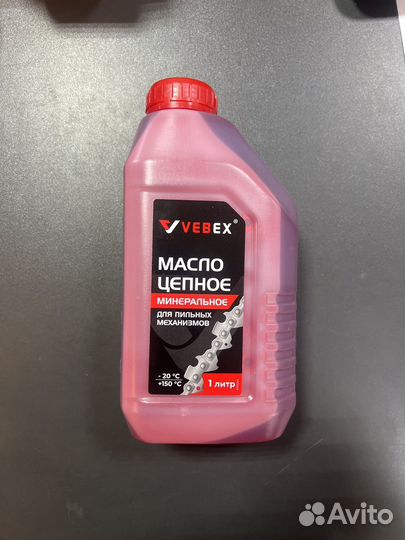 VEBEX®
МАСЛО
ЦЕПНОЕ
МИНЕРАЛЬНОЕ
ДЛЯ ПИЛЬНЫХ
МЕХАНИЗМОВ
- 20 °C
+150 °C
1 литр
Avito